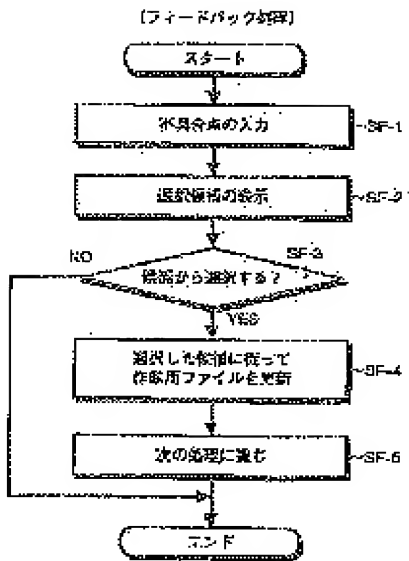 [フィードバック処理]
スタート
不具合点の入力
SF-1
選択候補の表示
SF-2
SF-3
NO
候補から選択する?
YES
選択した候補に従って
ファイルを更新
SF-4
次の処理に進む
SF-5
エンド